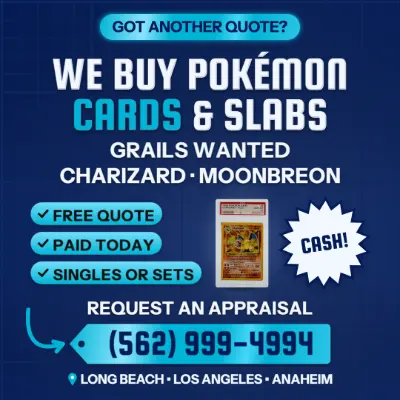 GOT ANOTHER QUOTE?
WE BUY POKÉMON
CARDS & SLABS
GRAILS WANTED
CHARIZARD • MOONBREON
FREE QUOTE
PAID TODAY
SINGLES OR SETS
CASH!
REQUEST AN APPRAISAL
(562) 999-4994
LONG BEACH • LOS ANGELES • ANAHEIM